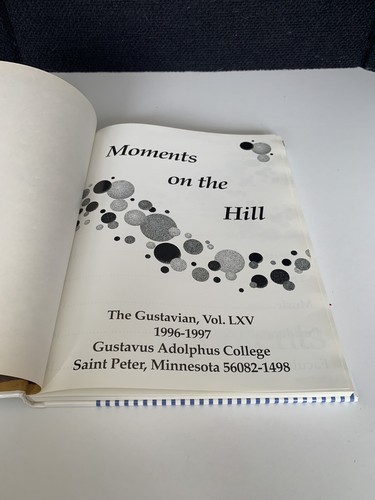 Moments
on the
Hill
The Gustavian, Vol. LXV
1996-1997
Gustavus Adolphus College
Saint Peter, Minnesota 56082-1498